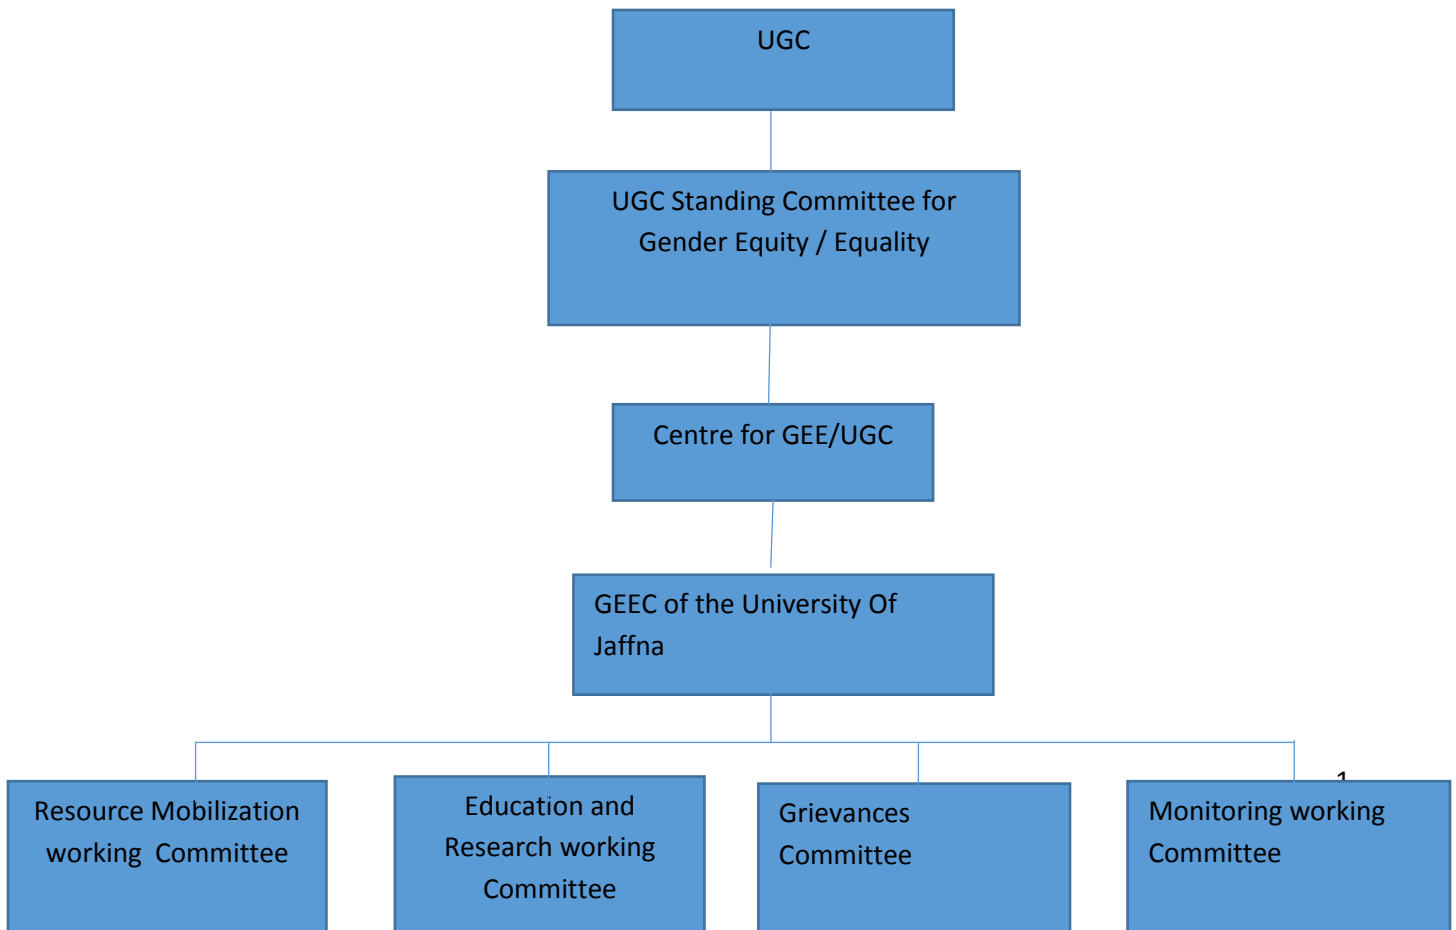 UGC
UGC Standing Committee for
Gender Equity / Equality
Centre for GEE/UGC
GEEC of the University Of
Jaffna
1
Resource Mobilization
working  Committee
Education and
Research working
Committee
Grievances
Committee
Monitoring working
Committee